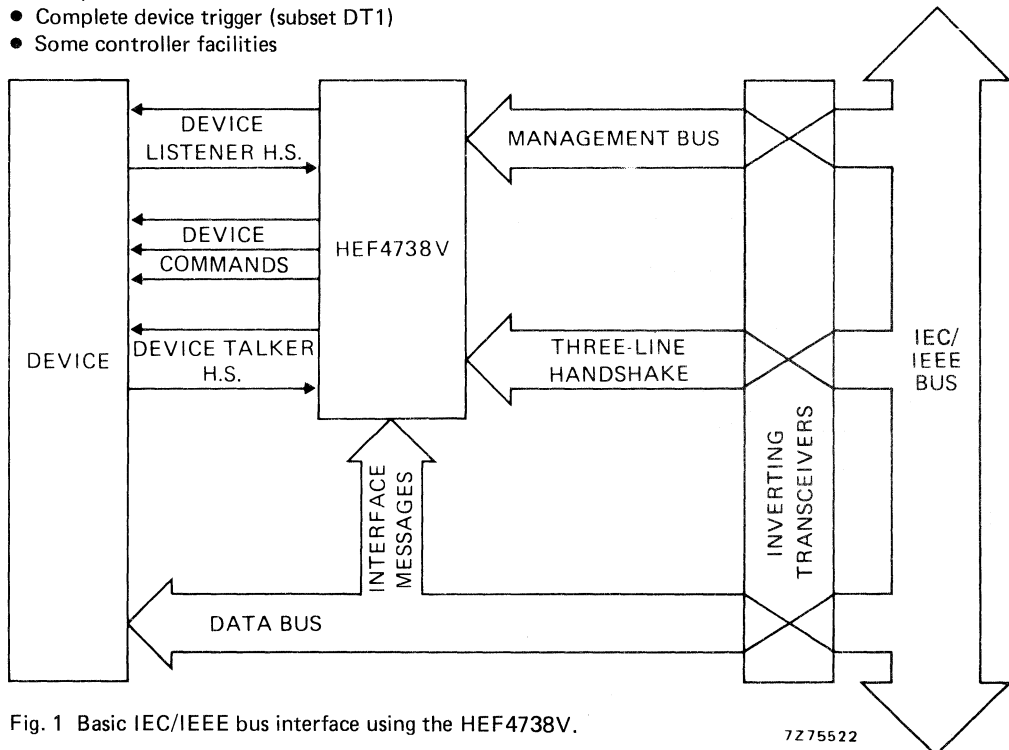 ● Complete device trigger (subset DT1)
● Some controller facilities
DEVICE
LISTENER H.S.
MANAGEMENT BUS
DEVICE
COMMANDS
HEF4738V
DEVICE
DEVICE TALKER
H.S.
THREE-LINE
HANDSHAKE
IEC/
IEEE
BUS
INTERFACE
MESSAGES
INVERTING
TRANSCEIVERS
DATA BUS
Fig. 1 Basic IEC/IEEE bus interface using the HEF4738V.
7Z75522